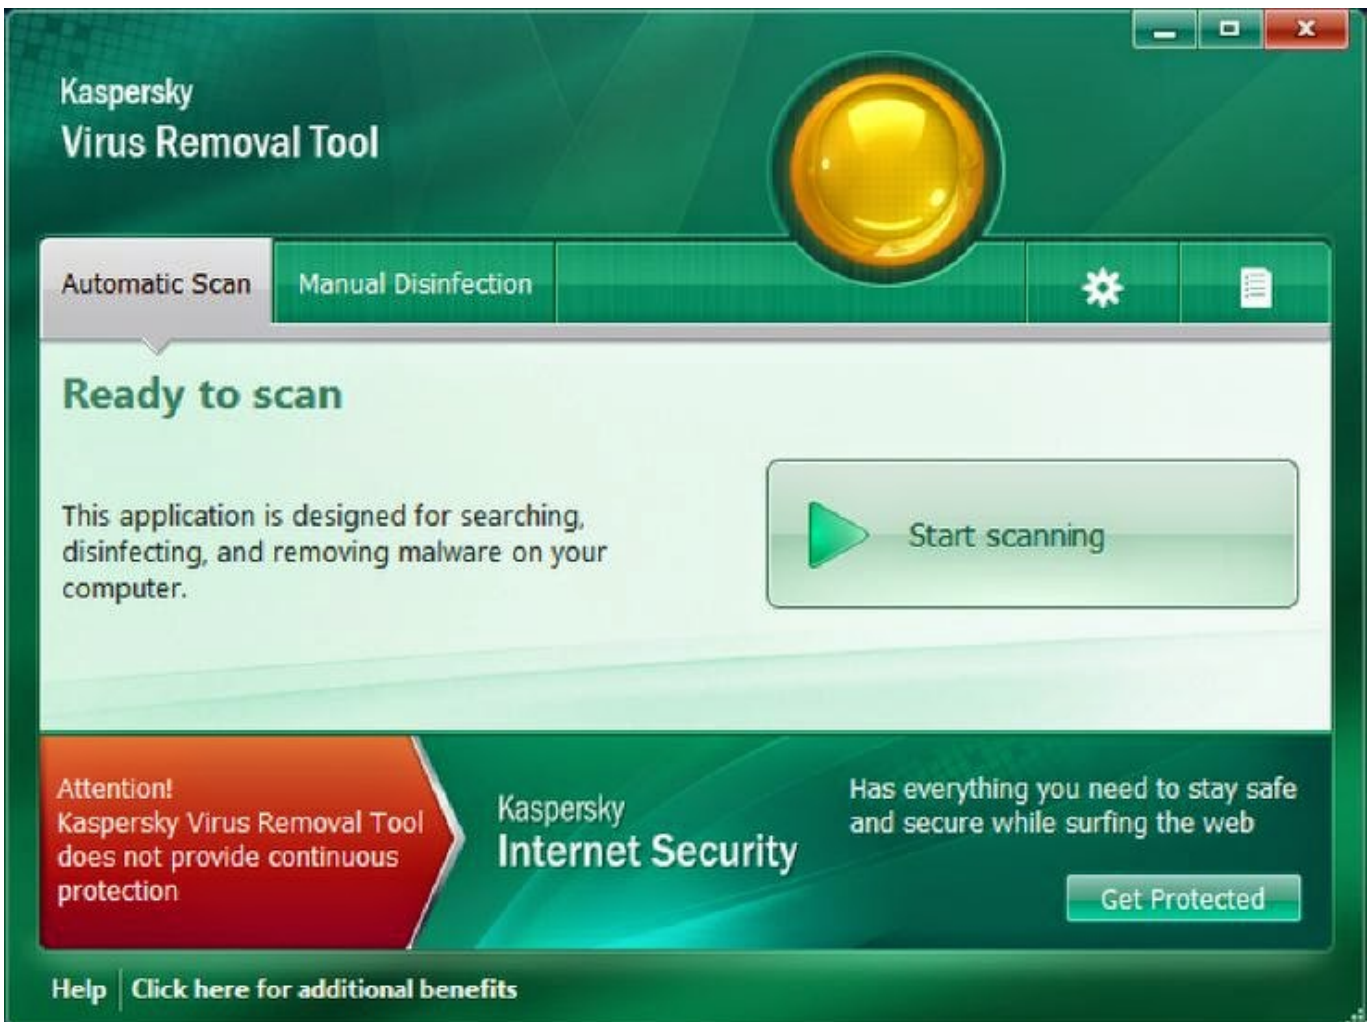 Kaspersky
Virus Removal Tool
Automatic Scan
Manual Disinfection
Ready to scan
This application is designed for searching,
disinfecting, and removing malware on your
computer.
Start scanning
Attention!
Kaspersky Virus Removal Tool
does not provide continuous
protection
Kaspersky
Internet Security
Has everything you need to stay safe
and secure while surfing the web
Get Protected
Help
Click here for additional benefits